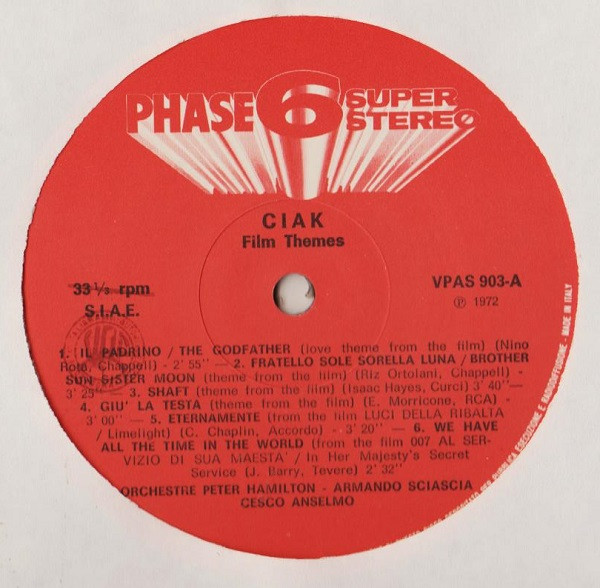 PHASE 6 SUPER STEREO
CIAK
Film Themes
33 1/3 rpm
S.I.A.E.
VPAS 903-A
Ⓟ 1972
1. IL PADRINO / THE GODFATHER (love theme from the film) (Nino
Rota, Chappell) - 2' 55'' — 2. FRATELLO SOLE SORELLA LUNA / BROTHER
SUN SISTER MOON (theme from the film) (Riz Ortolani, Chappell) -
3' 25'' — 3. SHAFT (theme from the film) (Isaac Hayes, Curci) 3' 40''—
4. GIU' LA TESTA (theme from the film) (E. Morricone, RCA) -
3' 00'' — 5. ETERNAMENTE (from the film LUCI DELLA RIBALTA
/ Limelight) (C. Chaplin, Accordo) - 3' 20'' — 6. WE HAVE
ALL THE TIME IN THE WORLD (from the film 007 AL SER-
VIZIO DI SUA MAESTA' / In Her Majesty's Secret
Service (J. Barry, Tevere) 2' 32''
ORCHESTRE PETER HAMILTON - ARMANDO SCIASCIA
CESCO ANSELMO
PUBBLICA ESECUZIONE E RADIODIFFUSIONE - MADE IN ITALY